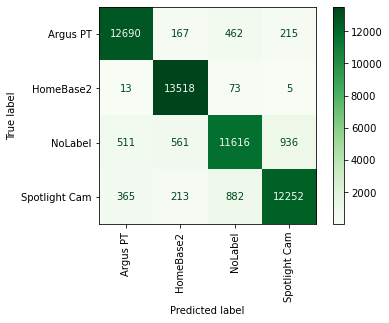 Argus PT 12690 167 462 215
HomeBase2 13 13518 73 5
NoLabel 511 561 11616 936
Spotlight Cam 365 213 882 12252
True label
Argus PT
HomeBase2
NoLabel
Spotlight Cam
Predicted label
12000
10000
8000
6000
4000
2000